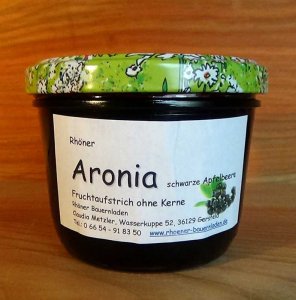 Rhöner
Aronia schwarze Apfelbeere
Fruchtaufstrich ohne Kerne
Rhöner Bauernladen
Claudia Metzler, Wasserkuppe 52, 36129 Gersfeld
Tel: 0 66 54 - 91 83 50 www.rhoener-bauernladen.de